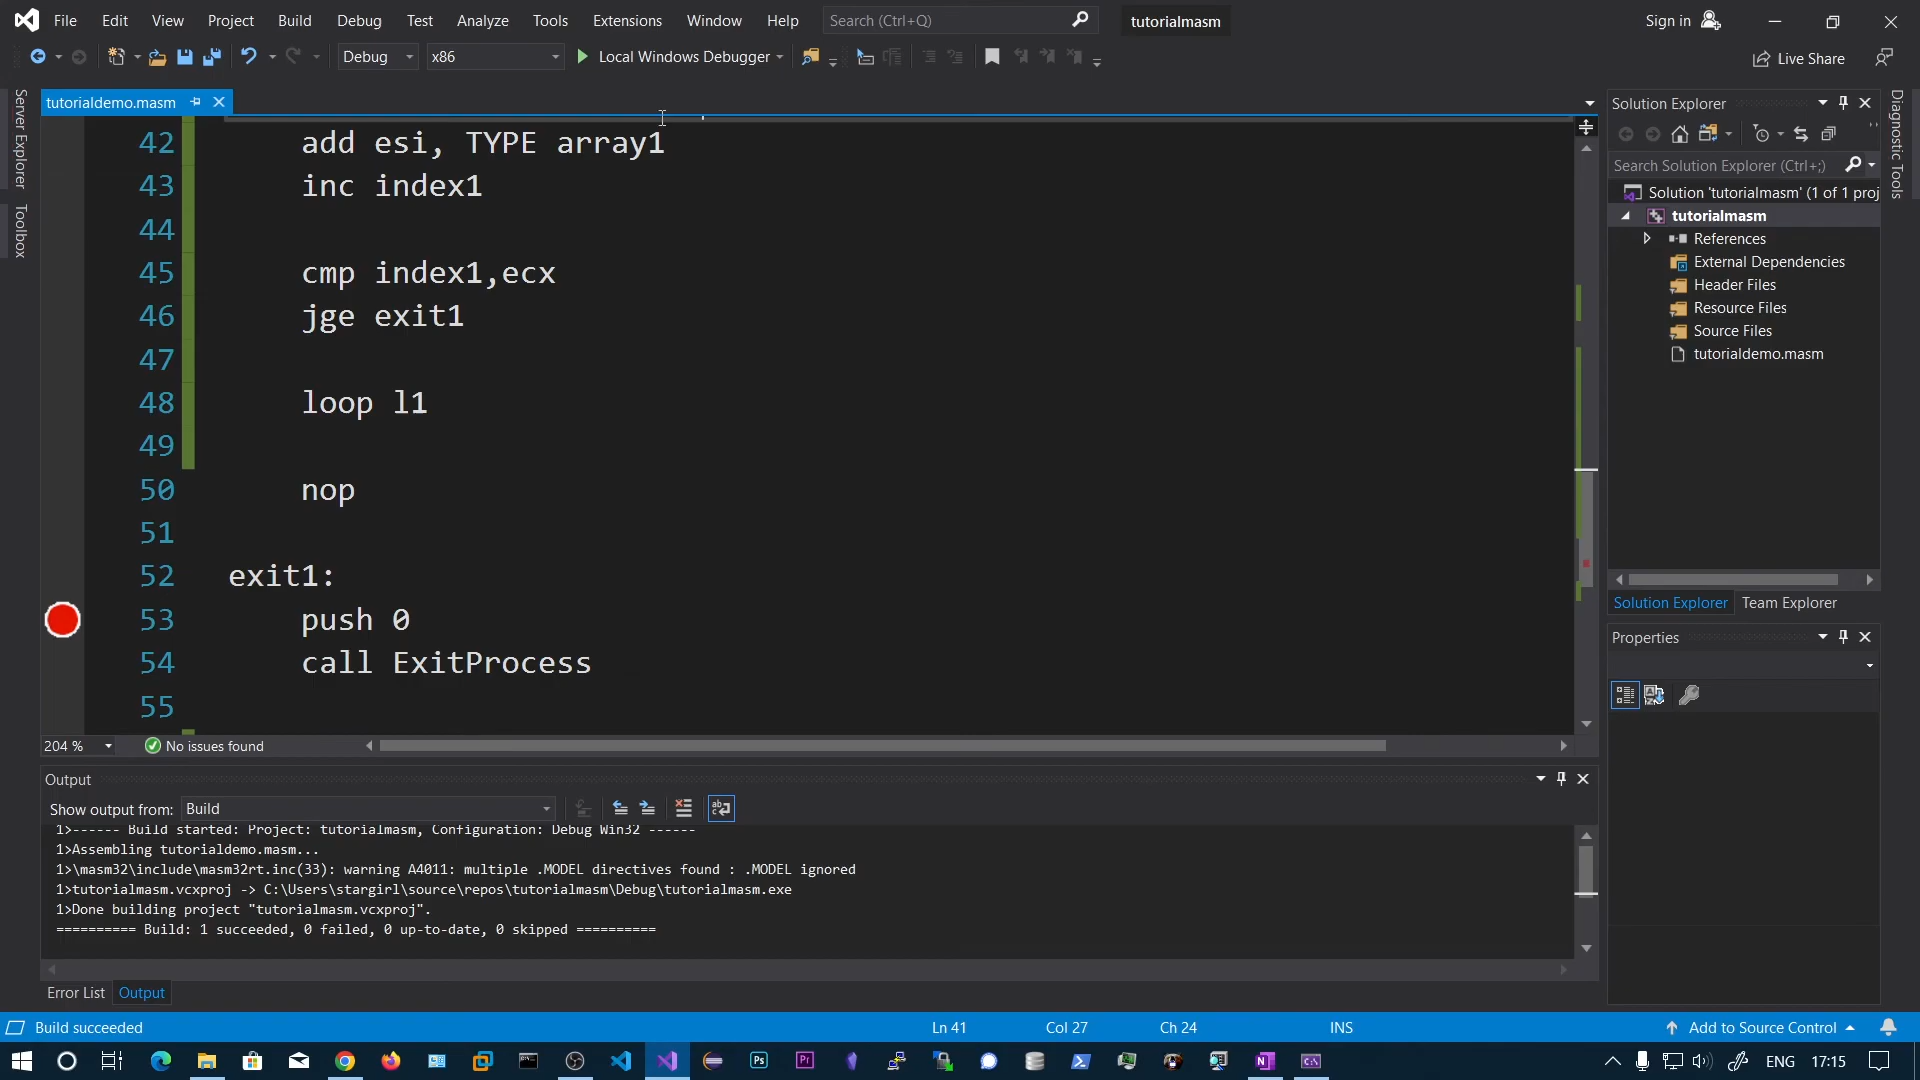 File Edit View Project Build Debug Test Analyze Tools Extensions Window Help Search (Ctrl+Q) tutorialmasm Sign in
Debug x86 Local Windows Debugger Live Share
Server Explorer
Toolbox
tutorialdemo.masm
42 add esi, TYPE array1
43 inc index1
44
45 cmp index1,ecx
46 jge exit1
47
48 loop l1
49
50 nop
51
52 exit1:
53 push 0
54 call ExitProcess
55
204 % No issues found
Output
Show output from: Build
1>------ Build started: Project: tutorialmasm, Configuration: Debug Win32 ------
1>Assembling tutorialdemo.masm...
1>\masm32\include\masm32rt.inc(33): warning A4011: multiple .MODEL directives found : .MODEL ignored
1>tutorialmasm.vcxproj -> C:\Users\stargirl\source\repos\tutorialmasm\Debug\tutorialmasm.exe
1>Done building project "tutorialmasm.vcxproj".
========== Build: 1 succeeded, 0 failed, 0 up-to-date, 0 skipped ==========
Error List Output
Solution Explorer
Search Solution Explorer (Ctrl+;)
Solution 'tutorialmasm' (1 of 1 proj
tutorialmasm
References
External Dependencies
Header Files
Resource Files
Source Files
tutorialdemo.masm
Solution Explorer Team Explorer
Properties
Diagnostic Tools
Build succeeded Ln 41 Col 27 Ch 24 INS Add to Source Control
ENG 17:15